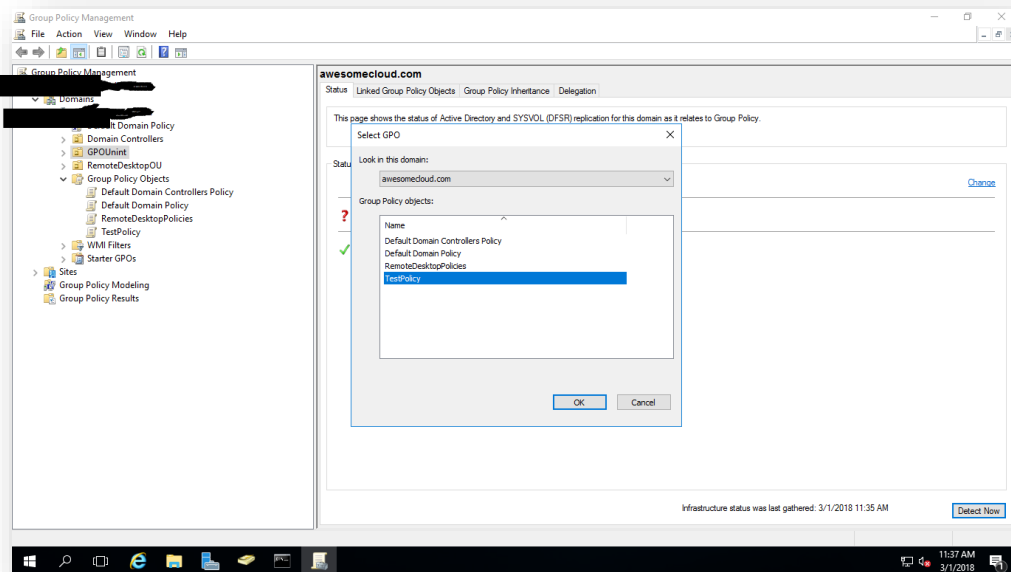 Group Policy Management
File Action View Window Help
Group Policy Management
Domains
Default Domain Policy
Domain Controllers
GPOUnint
RemoteDesktopOU
Group Policy Objects
Default Domain Controllers Policy
Default Domain Policy
RemoteDesktopPolicies
TestPolicy
WMI Filters
Starter GPOs
Sites
Group Policy Modeling
Group Policy Results
awesomecloud.com
Status Linked Group Policy Objects Group Policy Inheritance Delegation
This page shows the status of Active Directory and SYSVOL (DFSR) replication for this domain as it relates to Group Policy.
Statu
Change
Select GPO
Look in this domain:
awesomecloud.com
Group Policy objects:
Name
Default Domain Controllers Policy
Default Domain Policy
RemoteDesktopPolicies
TestPolicy
OK Cancel
Infrastructure status was last gathered: 3/1/2018 11:35 AM
Detect Now
11:37 AM
3/1/2018